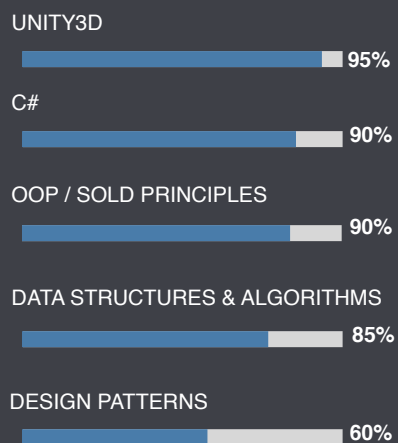 UNITY3D
95%
C#
90%
OOP / SOLD PRINCIPLES
90%
DATA STRUCTURES & ALGORITHMS
85%
DESIGN PATTERNS
60%